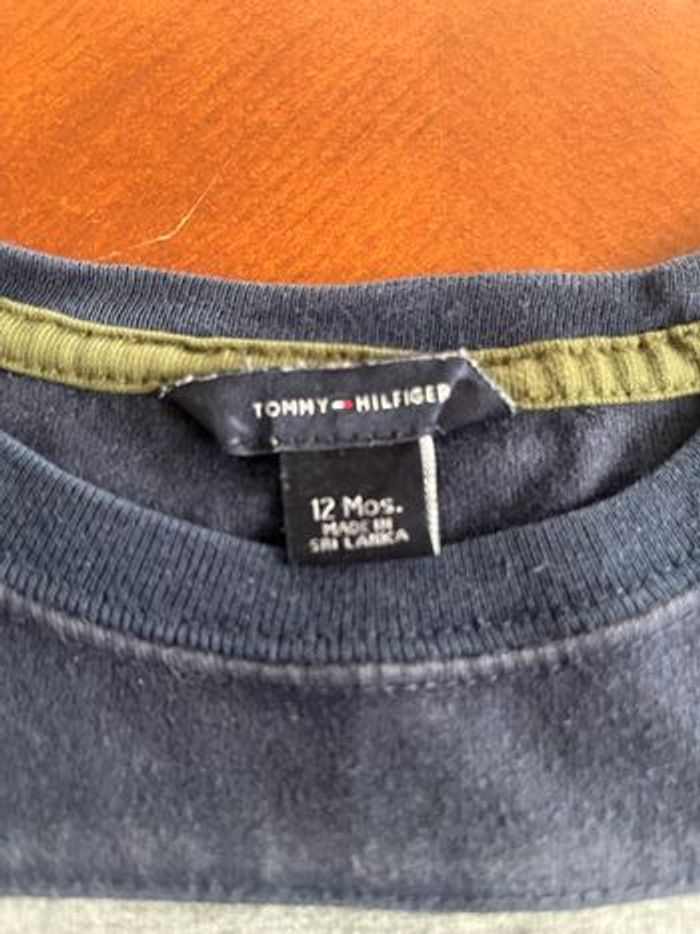 TOMMY HILFIGER
12 Mos.
MADE IN
SRI LANKA